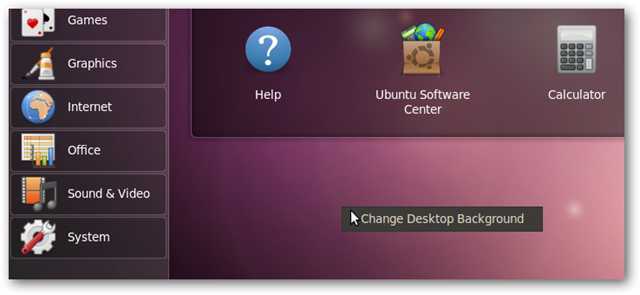 Games
Graphics
Internet
Office
Sound & Video
System
?
Help
Ubuntu Software
Center
Calculator
Change Desktop Background